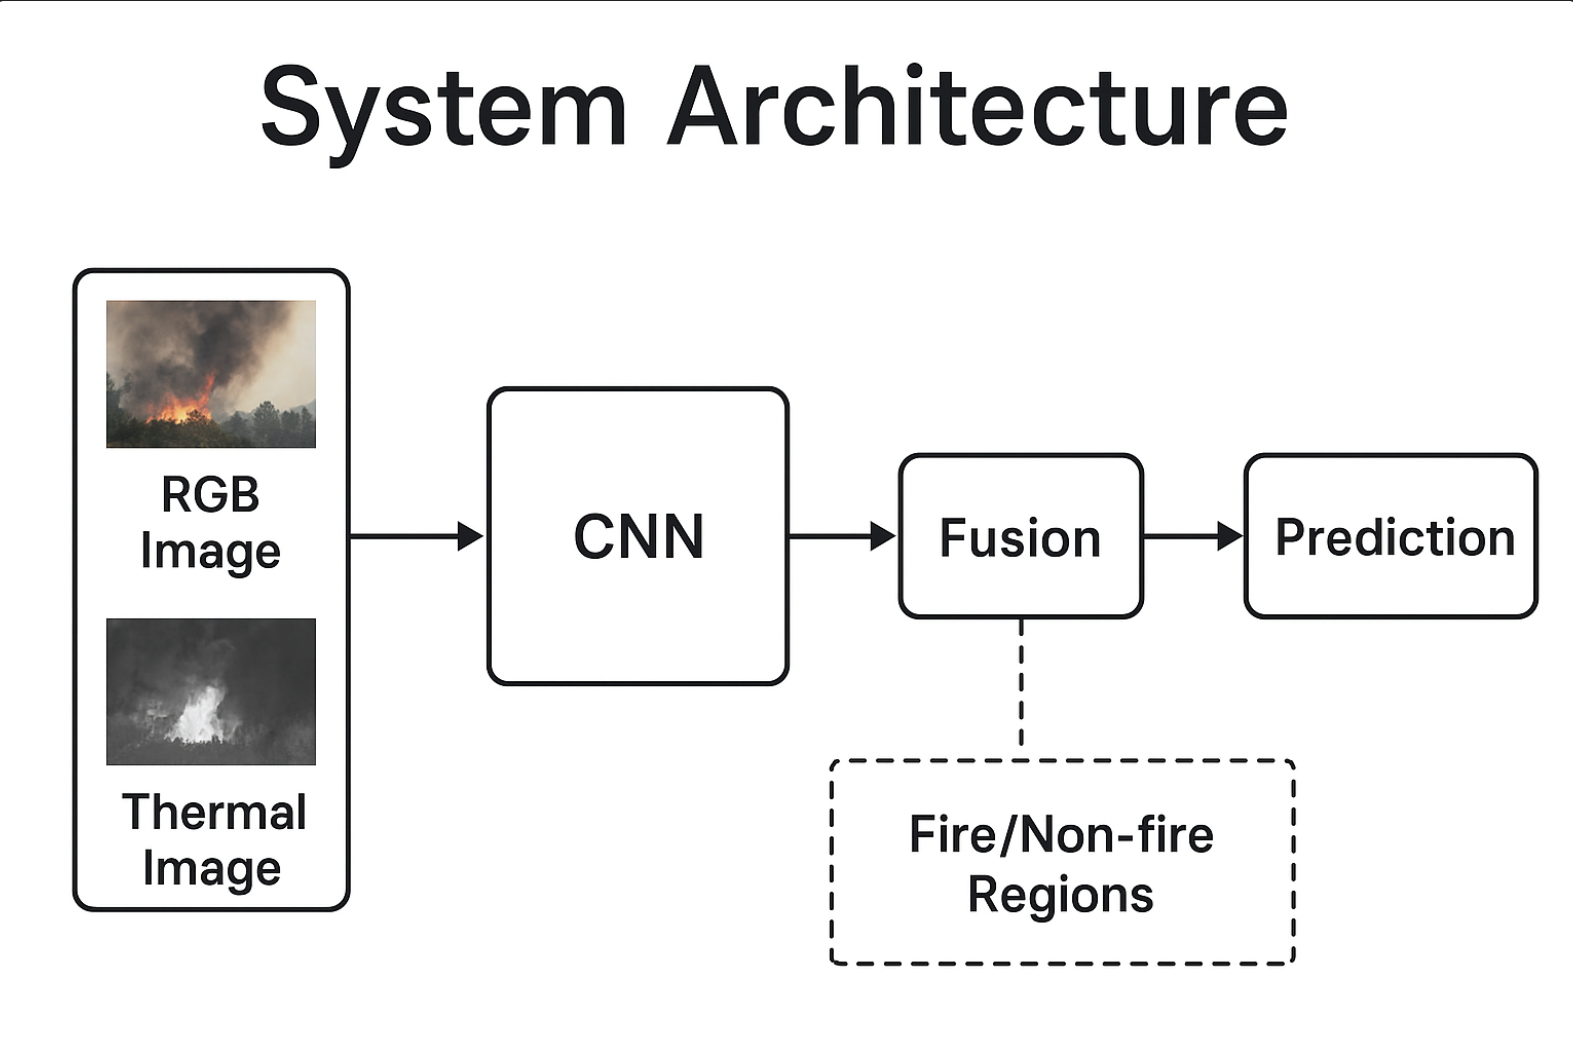 System Architecture
RGB
Image
Thermal
Image
CNN
Fusion
Prediction
Fire/Non-fire
Regions